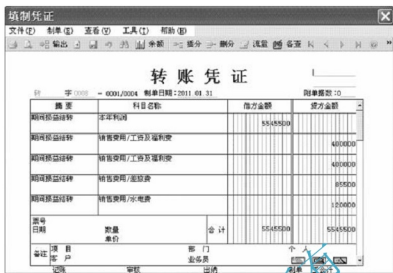 填制凭证
文件(F) 制单(E) 查看(V) 工具(T) 帮助(H)
输出 余额 插分 删分 流量 备查
转账凭证
转 字 0000 - 0001/0004 制单日期：2011.01.31 附单据数：0
摘要 科目名称 借方金额 贷方金额
期间损益结转 本年利润 5545500
期间损益结转 销售费用/工资及福利费 400000
期间损益结转 销售费用/工资及福利费 400000
期间损益结转 销售费用/差旅费 85500
期间损益结转 销售费用/水电费 120000
票号
日期 数量 合计 5545500 5545500
单价
备注 项目 部门 个人
客户 业务员
记账 审核 出纳 制单